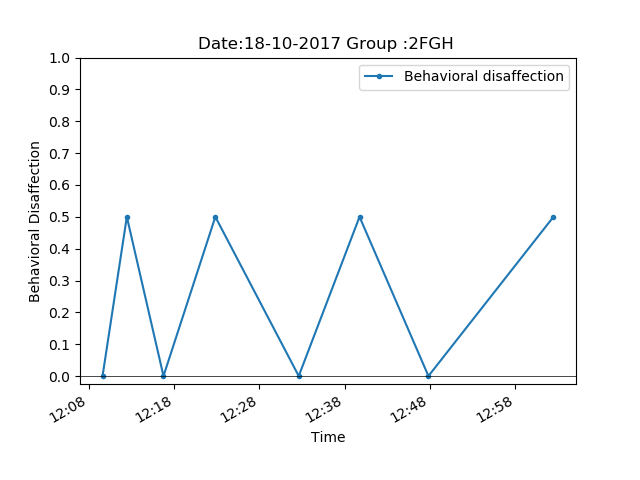 Date:18-10-2017 Group :2FGH
Behavioral disaffection
1.0
0.9
0.8
0.7
0.6
0.5
0.4
0.3
0.2
0.1
0.0
Behavioral Disaffection
12:08 12:18 12:28 12:38 12:48 12:58
Time